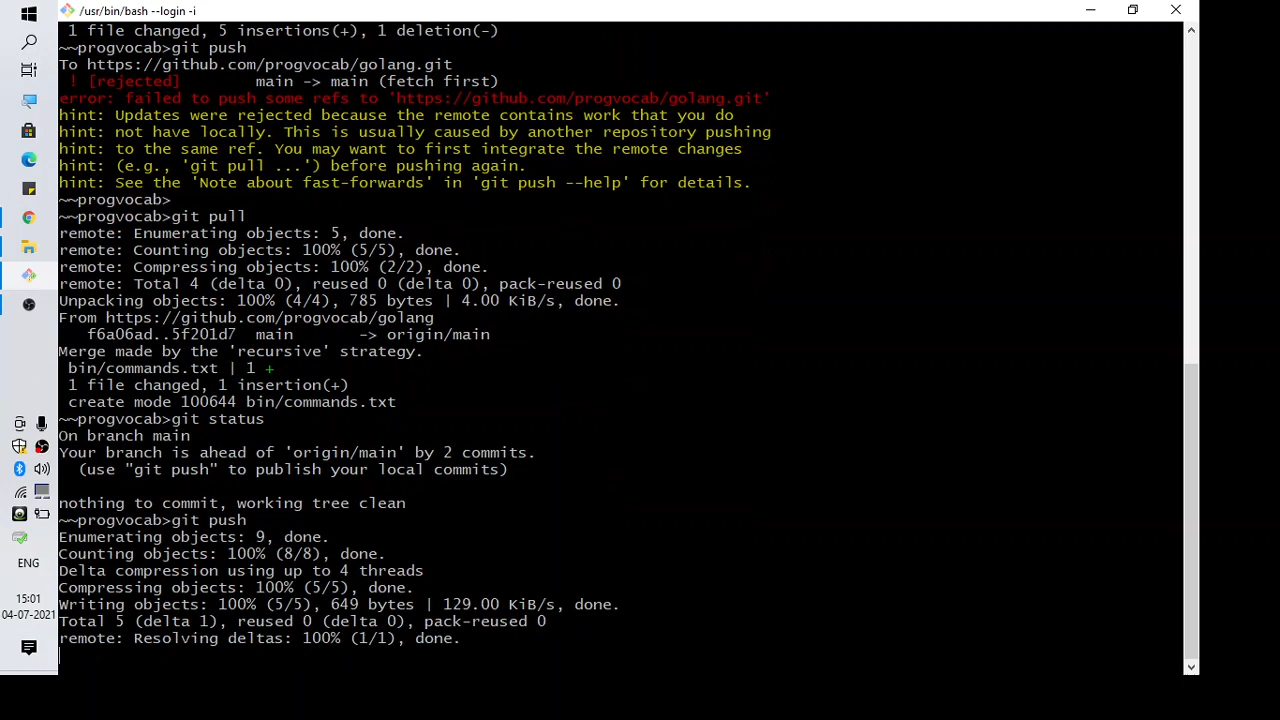 /usr/bin/bash --login -i
1 file changed, 5 insertions(+), 1 deletion(-)
~~progvocab>git push
To https://github.com/progvocab/golang.git
! [rejected]        main -> main (fetch first)
error: failed to push some refs to 'https://github.com/progvocab/golang.git'
hint: Updates were rejected because the remote contains work that you do
hint: not have locally. This is usually caused by another repository pushing
hint: to the same ref. You may want to first integrate the remote changes
hint: (e.g., 'git pull ...') before pushing again.
hint: See the 'Note about fast-forwards' in 'git push --help' for details.
~~progvocab>
~~progvocab>git pull
remote: Enumerating objects: 5, done.
remote: Counting objects: 100% (5/5), done.
remote: Compressing objects: 100% (2/2), done.
remote: Total 4 (delta 0), reused 0 (delta 0), pack-reused 0
Unpacking objects: 100% (4/4), 785 bytes | 4.00 KiB/s, done.
From https://github.com/progvocab/golang
f6a06ad..5f201d7  main       -> origin/main
Merge made by the 'recursive' strategy.
bin/commands.txt | 1 +
1 file changed, 1 insertion(+)
create mode 100644 bin/commands.txt
~~progvocab>git status
On branch main
Your branch is ahead of 'origin/main' by 2 commits.
(use "git push" to publish your local commits)
nothing to commit, working tree clean
~~progvocab>git push
Enumerating objects: 9, done.
Counting objects: 100% (8/8), done.
Delta compression using up to 4 threads
Compressing objects: 100% (5/5), done.
Writing objects: 100% (5/5), 649 bytes | 129.00 KiB/s, done.
Total 5 (delta 1), reused 0 (delta 0), pack-reused 0
remote: Resolving deltas: 100% (1/1), done.
ENG
15:01
04-07-2021